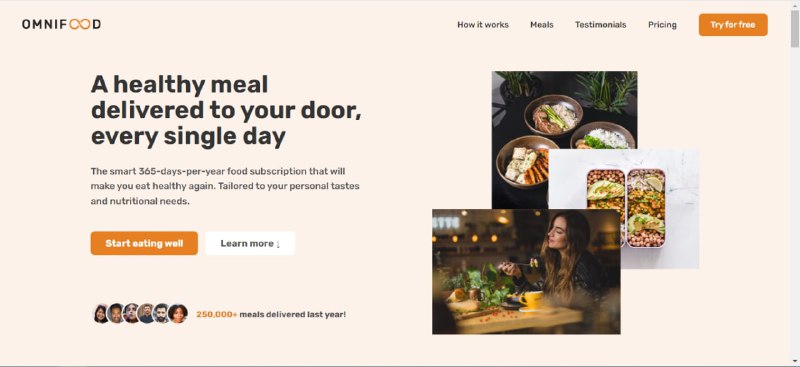 OMNIFOOD
How it works
Meals
Testimonials
Pricing
Try for free
A healthy meal
delivered to your door,
every single day
The smart 365-days-per-year food subscription that will
make you eat healthy again. Tailored to your personal tastes
and nutritional needs.
Start eating well
Learn more ↓
250,000+ meals delivered last year!